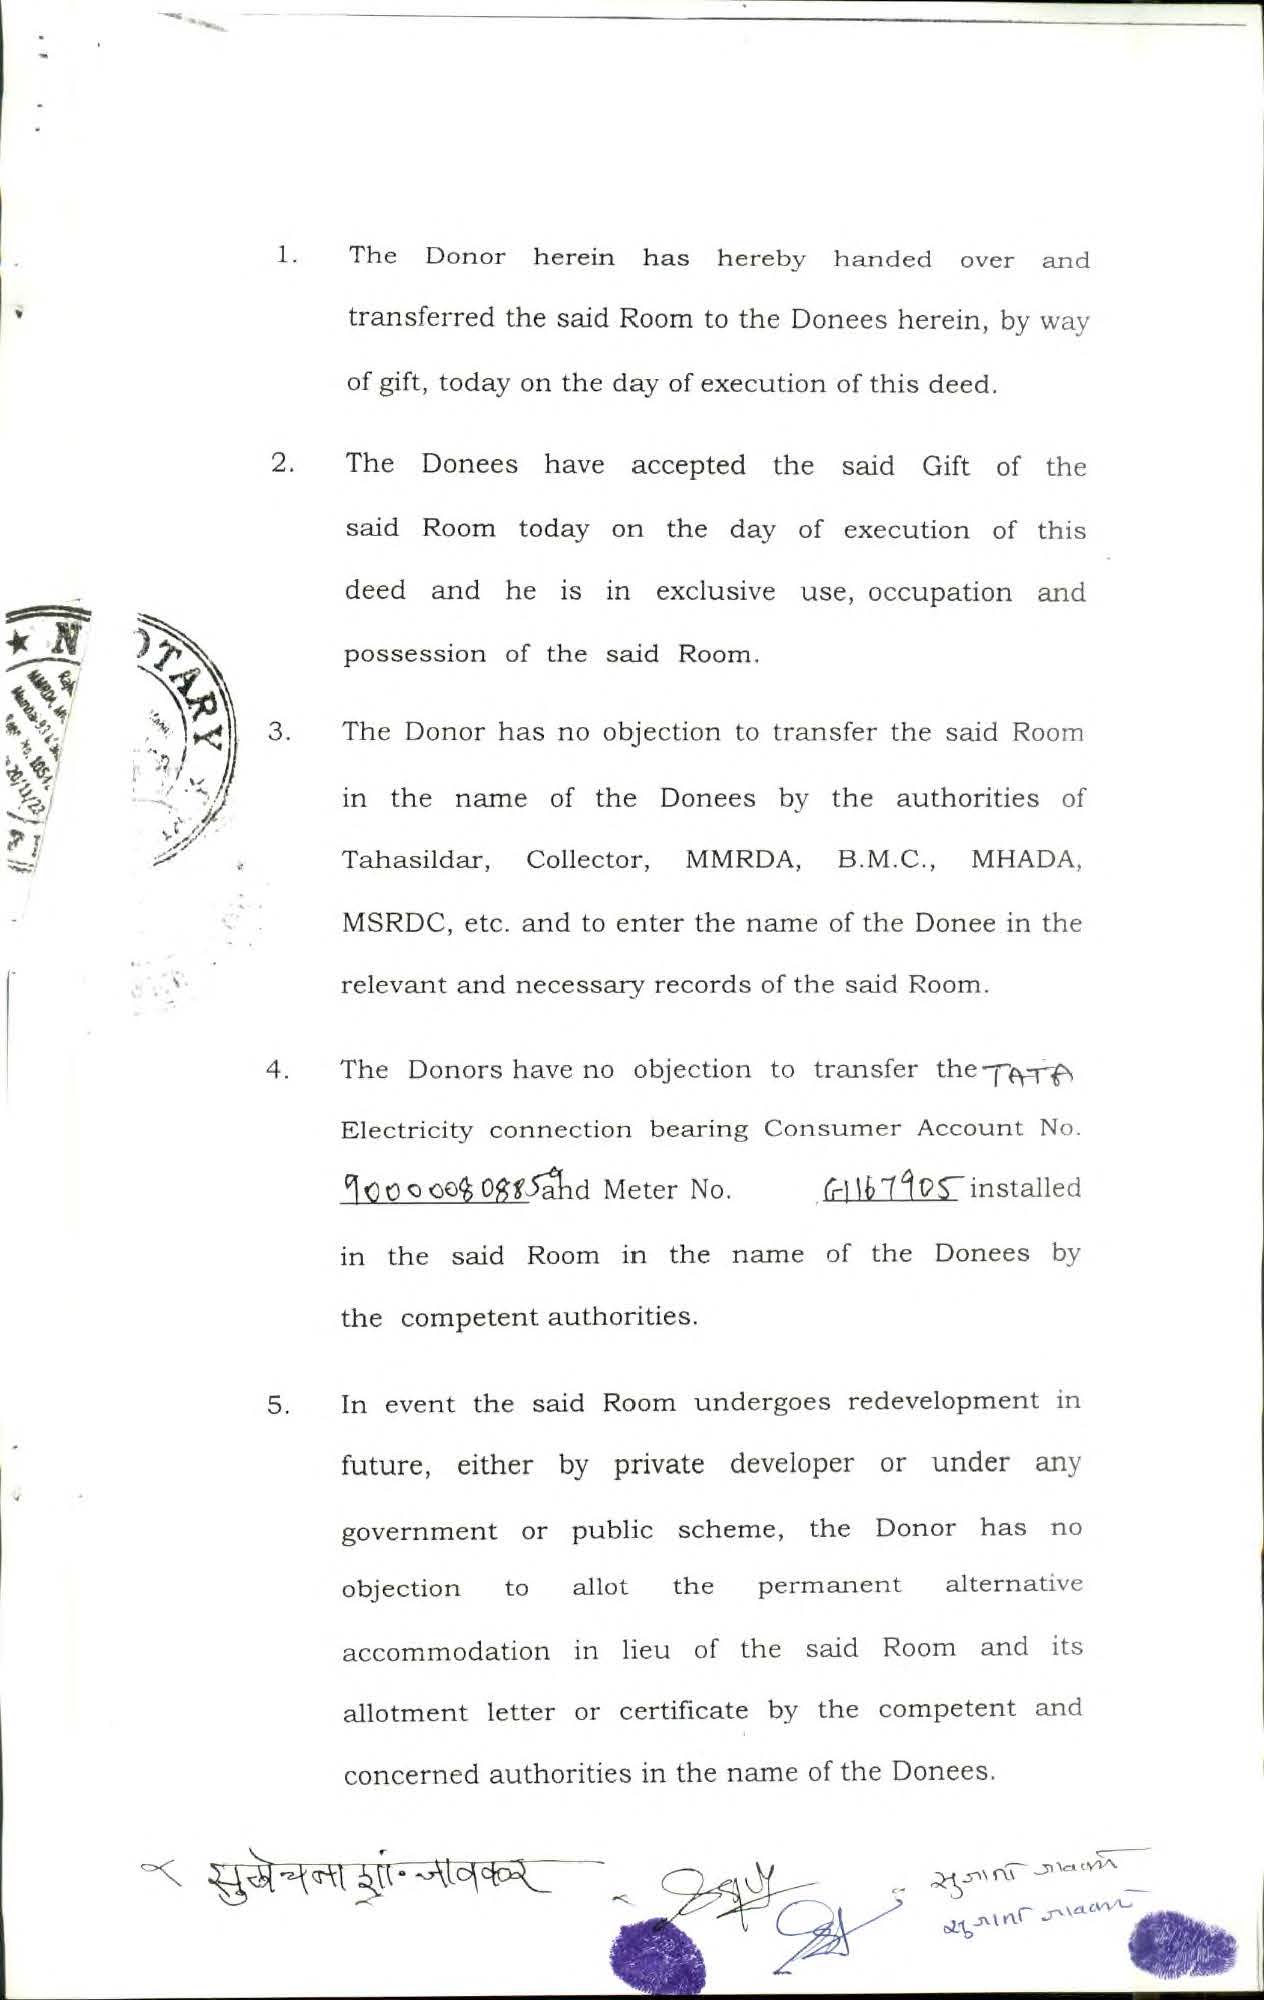 1. The Donor herein has hereby handed over and
transferred the said Room to the Donees herein, by way
of gift, today on the day of execution of this deed.
2. The Donees have accepted the said Gift of the
said Room today on the day of execution of this
deed and he is in exclusive use, occupation and
possession of the said Room.
★ NOTARY
3. The Donor has no objection to transfer the said Room
in the name of the Donees by the authorities of
Tahasildar, Collector, MMRDA, B.M.C., MHADA,
MSRDC, etc. and to enter the name of the Donee in the
relevant and necessary records of the said Room.
4. The Donors have no objection to transfer the TATA
Electricity connection bearing Consumer Account No.
900000808859 and Meter No. G1167905 installed
in the said Room in the name of the Donees by
the competent authorities.
5. In event the said Room undergoes redevelopment in
future, either by private developer or under any
government or public scheme, the Donor has no
objection to allot the permanent alternative
accommodation in lieu of the said Room and its
allotment letter or certificate by the competent and
concerned authorities in the name of the Donees.